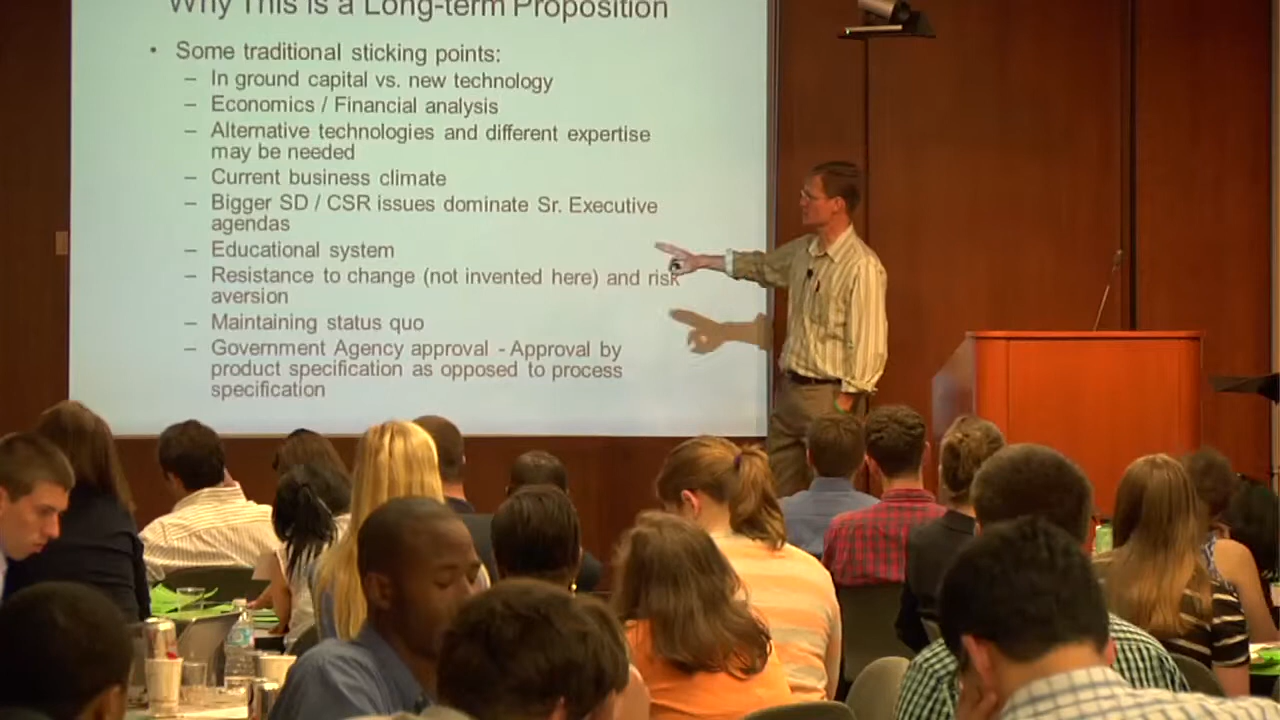 Why This is a Long-term Proposition
• Some traditional sticking points:
– In ground capital vs. new technology
– Economics / Financial analysis
– Alternative technologies and different expertise
may be needed
– Current business climate
– Bigger SD / CSR issues dominate Sr. Executive
agendas
– Educational system
– Resistance to change (not invented here) and risk
aversion
– Maintaining status quo
– Government Agency approval - Approval by
product specification as opposed to process
specification